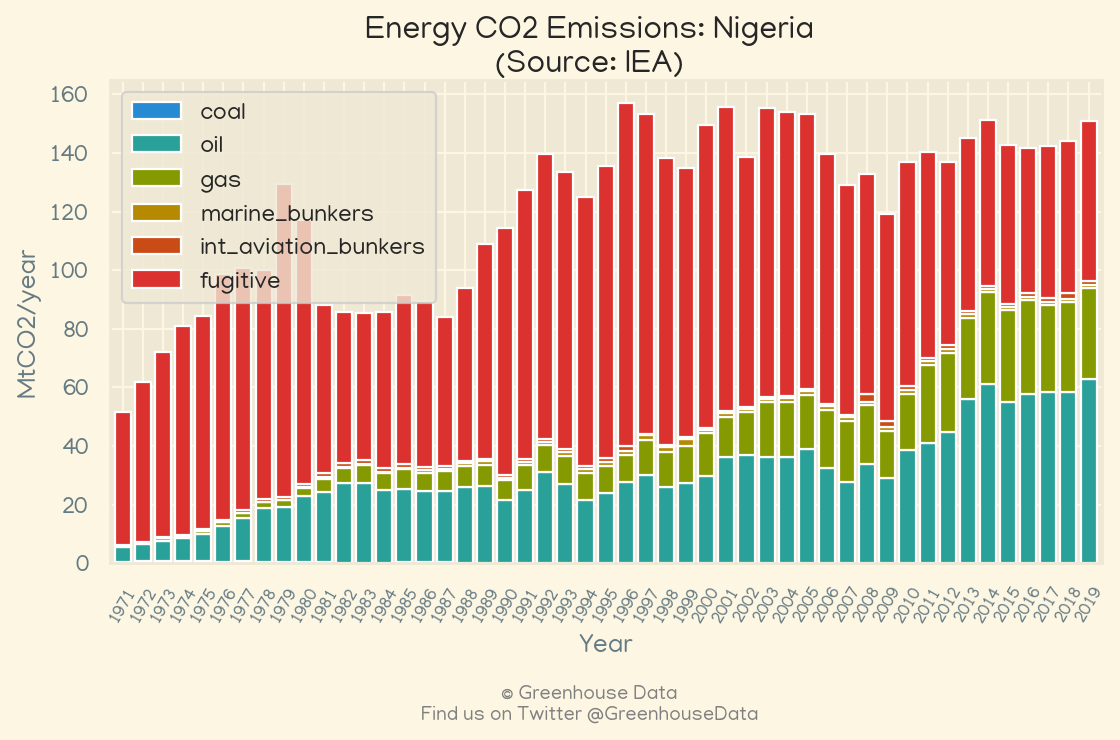 Energy CO2 Emissions: Nigeria
(Source: IEA)
160
140
120
100
80
60
40
20
0
MtCO2/year
coal
oil
gas
marine_bunkers
int_aviation_bunkers
fugitive
1971 1972 1973 1974 1975 1976 1977 1978 1979 1980 1981 1982 1983 1984 1985 1986 1987 1988 1989 1990 1991 1992 1993 1994 1995 1996 1997 1998 1999 2000 2001 2002 2003 2004 2005 2006 2007 2008 2009 2010 2011 2012 2013 2014 2015 2016 2017 2018 2019
Year
© Greenhouse Data
Find us on Twitter @GreenhouseData